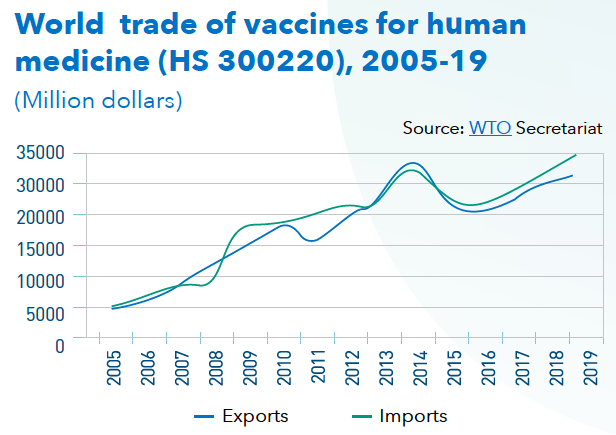 World trade of vaccines for human
medicine (HS 300220), 2005-19
(Million dollars)
Source: WTO Secretariat
35000
30000
20000
15000
10000
5000
0
2005 2006 2007 2008 2009 2010 2011 2012 2013 2014 2015 2016 2017 2018 2019
Exports Imports